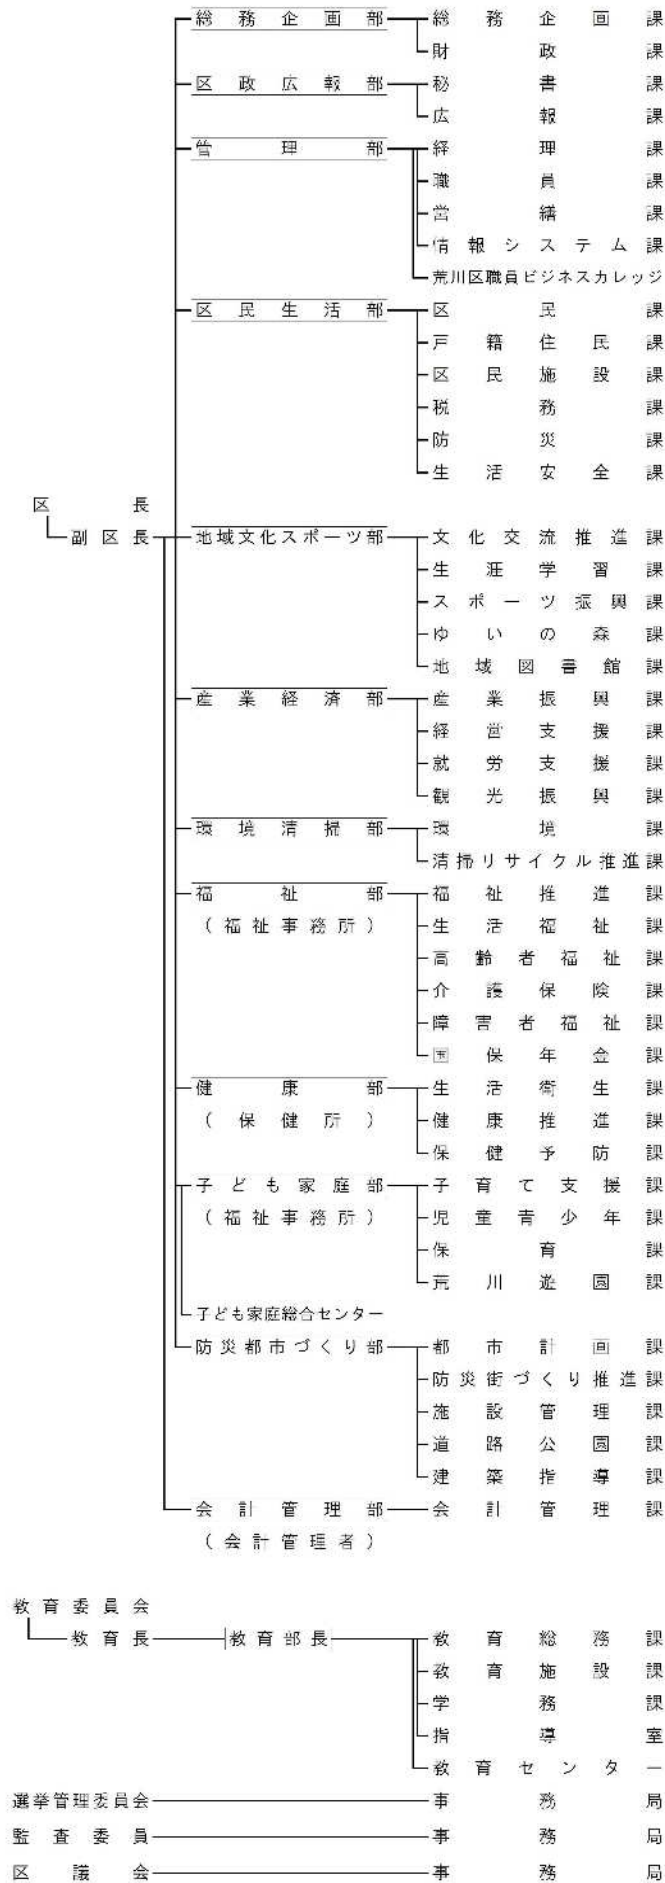 総務企画部 総務企画課
財政課
区政広報部 秘書課
広報課
管理部 経理課
職員課
営繕課
情報システム課
荒川区職員ビジネスカレッジ
区民生活部 区民課
戸籍住民課
区民施設課
税務課
防災課
生活安全課
区長
副区長 地域文化スポーツ部 文化交流推進課
生涯学習課
スポーツ振興課
ゆいの森課
地域図書館課
産業経済部 産業振興課
経営支援課
就労支援課
観光振興課
環境清掃部 環境課
清掃リサイクル推進課
福祉部 福祉推進課
(福祉事務所) 生活福祉課
高齢者福祉課
介護保険課
障害者福祉課
国保年金課
健康部 生活衛生課
(保健所) 健康推進課
保健予防課
子ども家庭部 子育て支援課
(福祉事務所) 児童青少年課
保育課
荒川遊園課
子ども家庭総合センター
防災都市づくり部 都市計画課
防災街づくり推進課
施設管理課
道路公園課
建築指導課
会計管理部 会計管理課
(会計管理者)
教育委員会
教育長 教育部長 教育総務課
教育施設課
学務課
指導室
教育センター
選挙管理委員会 事務局
監査委員 事務局
区議会 事務局